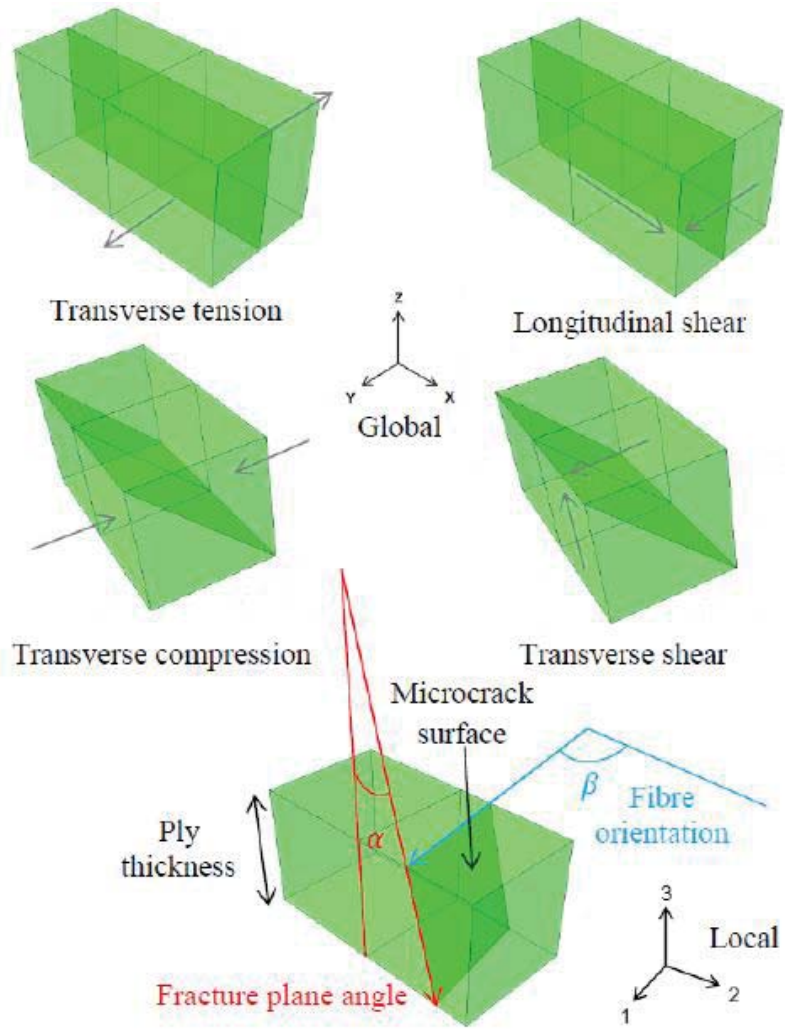 Transverse tension
Longitudinal shear
Z
Y
X
Global
Transverse compression
Transverse shear
Microcrack
surface
Ply
thickness
α
β
Fibre
orientation
Fracture plane angle
3
Local
1
2